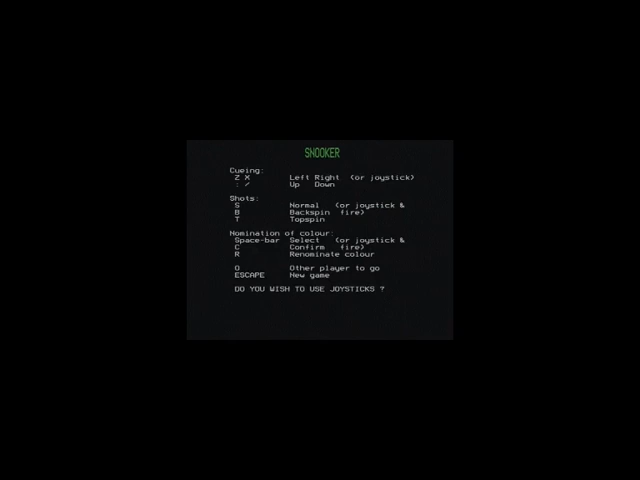 SNOOKER
Cueing:
Z X Left Right (or joystick)
: / Up Down
Shots:
S Normal (or joystick &
B Backspin fire)
T Topspin
Nomination of colour:
Space-bar Select (or joystick &
C Confirm fire)
R Renominate colour
O Other player to go
ESCAPE New game
DO YOU WISH TO USE JOYSTICKS ?